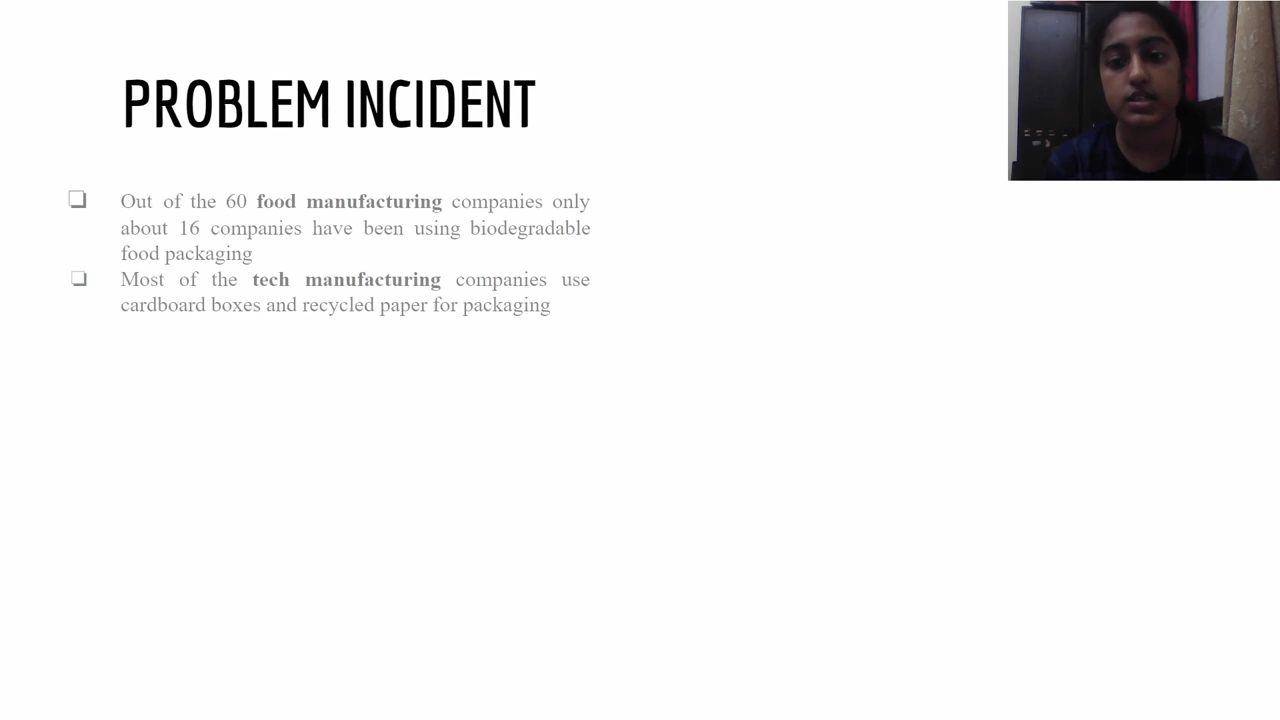 PROBLEM INCIDENT
❏ Out of the 60 food manufacturing companies only
about 16 companies have been using biodegradable
food packaging
❏ Most of the tech manufacturing companies use
cardboard boxes and recycled paper for packaging